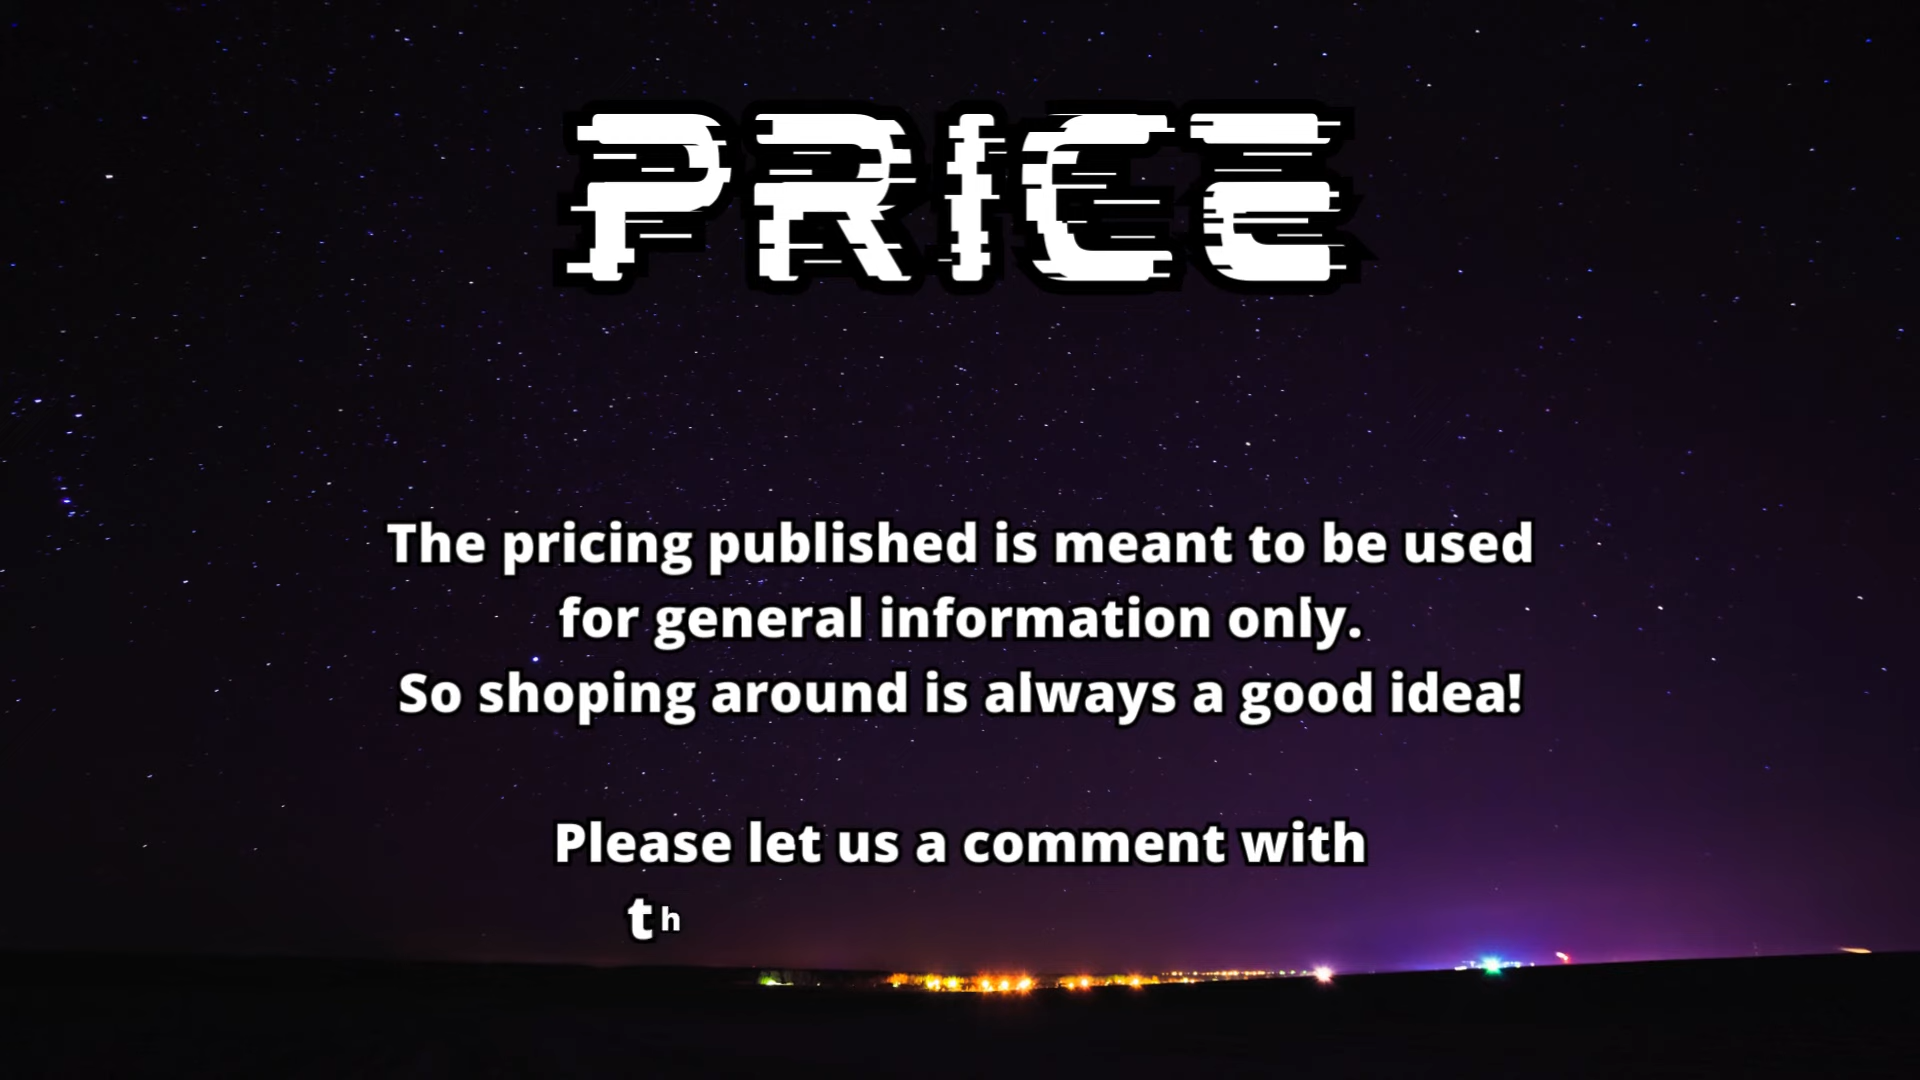 PRICE
The pricing published is meant to be used
for general information only.
So shoping around is always a good idea!
Please let us a comment with
th